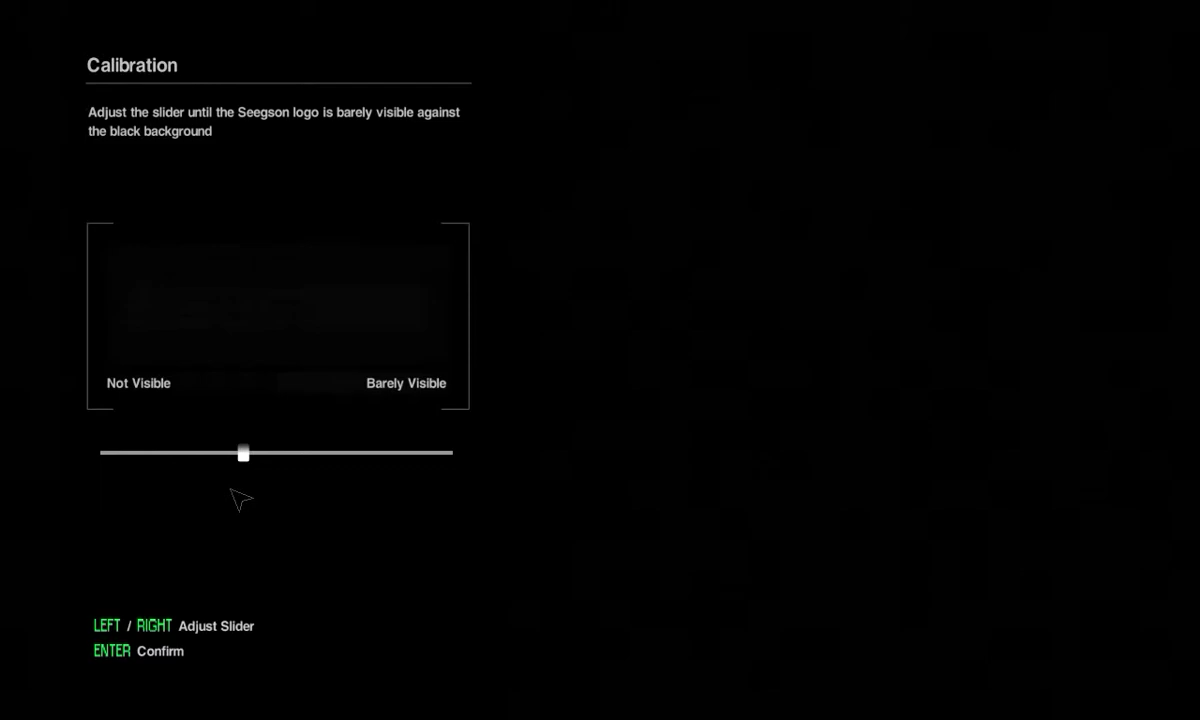 Calibration
Adjust the slider until the Seegson logo is barely visible against
the black background
Not Visible Barely Visible
LEFT / RIGHT Adjust Slider
ENTER Confirm